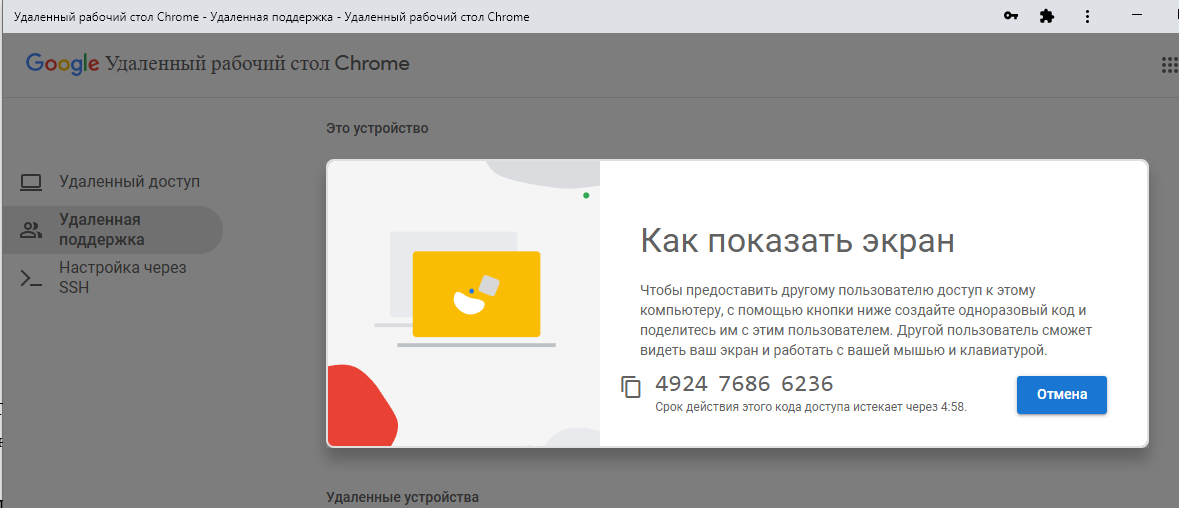 Удаленный рабочий стол Chrome - Удаленная поддержка - Удаленный рабочий стол Chrome
Google Удаленный рабочий стол Chrome
Это устройство
Удаленный доступ
Удаленная
поддержка
Настройка через
SSH
Как показать экран
Чтобы предоставить другому пользователю доступ к этому
компьютеру, с помощью кнопки ниже создайте одноразовый код и
поделитесь им с этим пользователем. Другой пользователь сможет
видеть ваш экран и работать с вашей мышью и клавиатурой.
4924 7686 6236
Срок действия этого кода доступа истекает через 4:58.
Отмена
Удаленные устройства